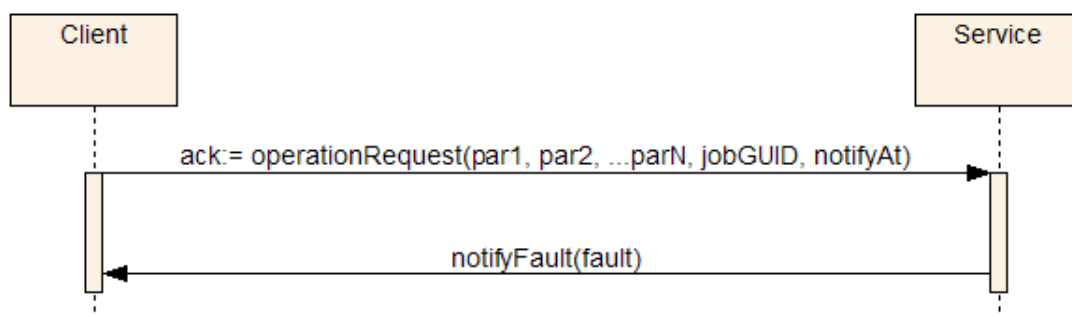 Client
Service
ack:= operationRequest(par1, par2, ...parN, jobGUID, notifyAt)
notifyFault(fault)